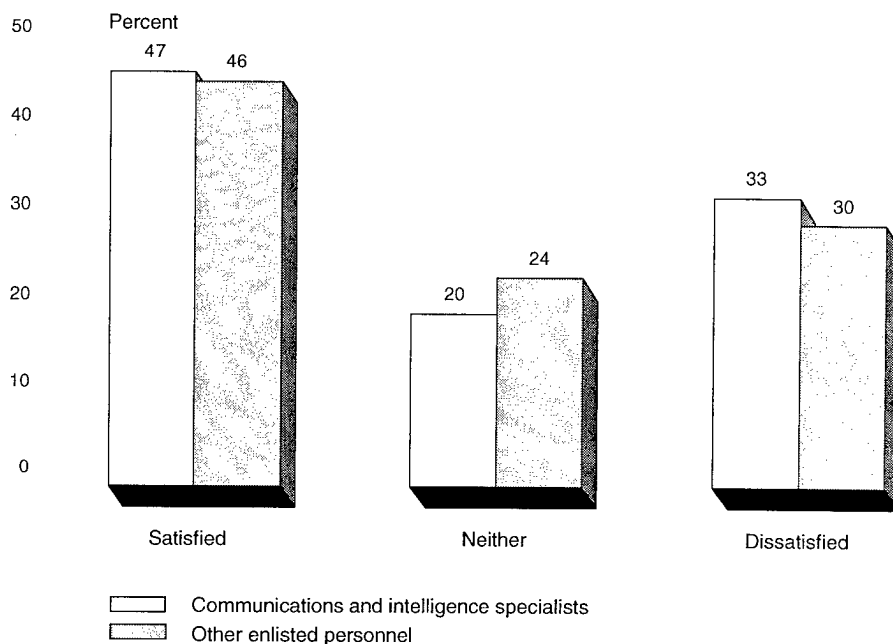 50
Percent
47
46
40
30
33
30
20
20
24
10
0
Satisfied
Neither
Dissatisfied
Communications and intelligence specialists
Other enlisted personnel